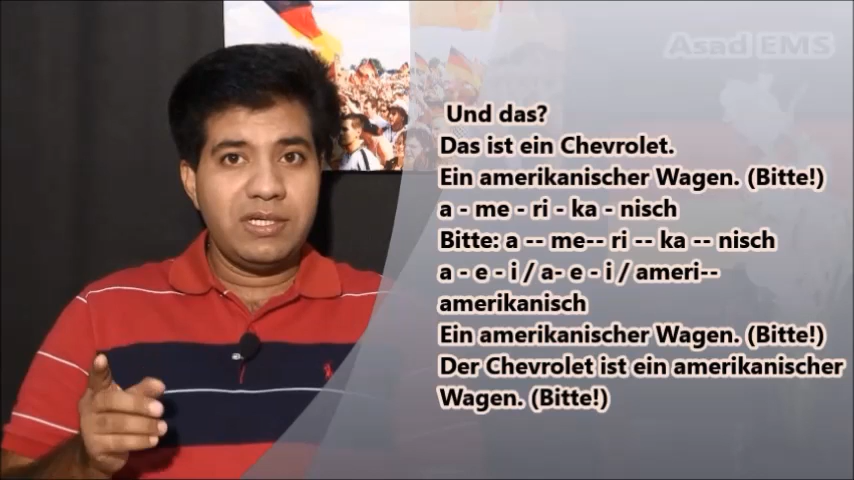 Asad EMS
Und das?
Das ist ein Chevrolet.
Ein amerikanischer Wagen. (Bitte!)
a - me - ri - ka - nisch
Bitte: a -- me-- ri -- ka -- nisch
a - e - i / a- e - i / ameri--
amerikanisch
Ein amerikanischer Wagen. (Bitte!)
Der Chevrolet ist ein amerikanischer
Wagen. (Bitte!)